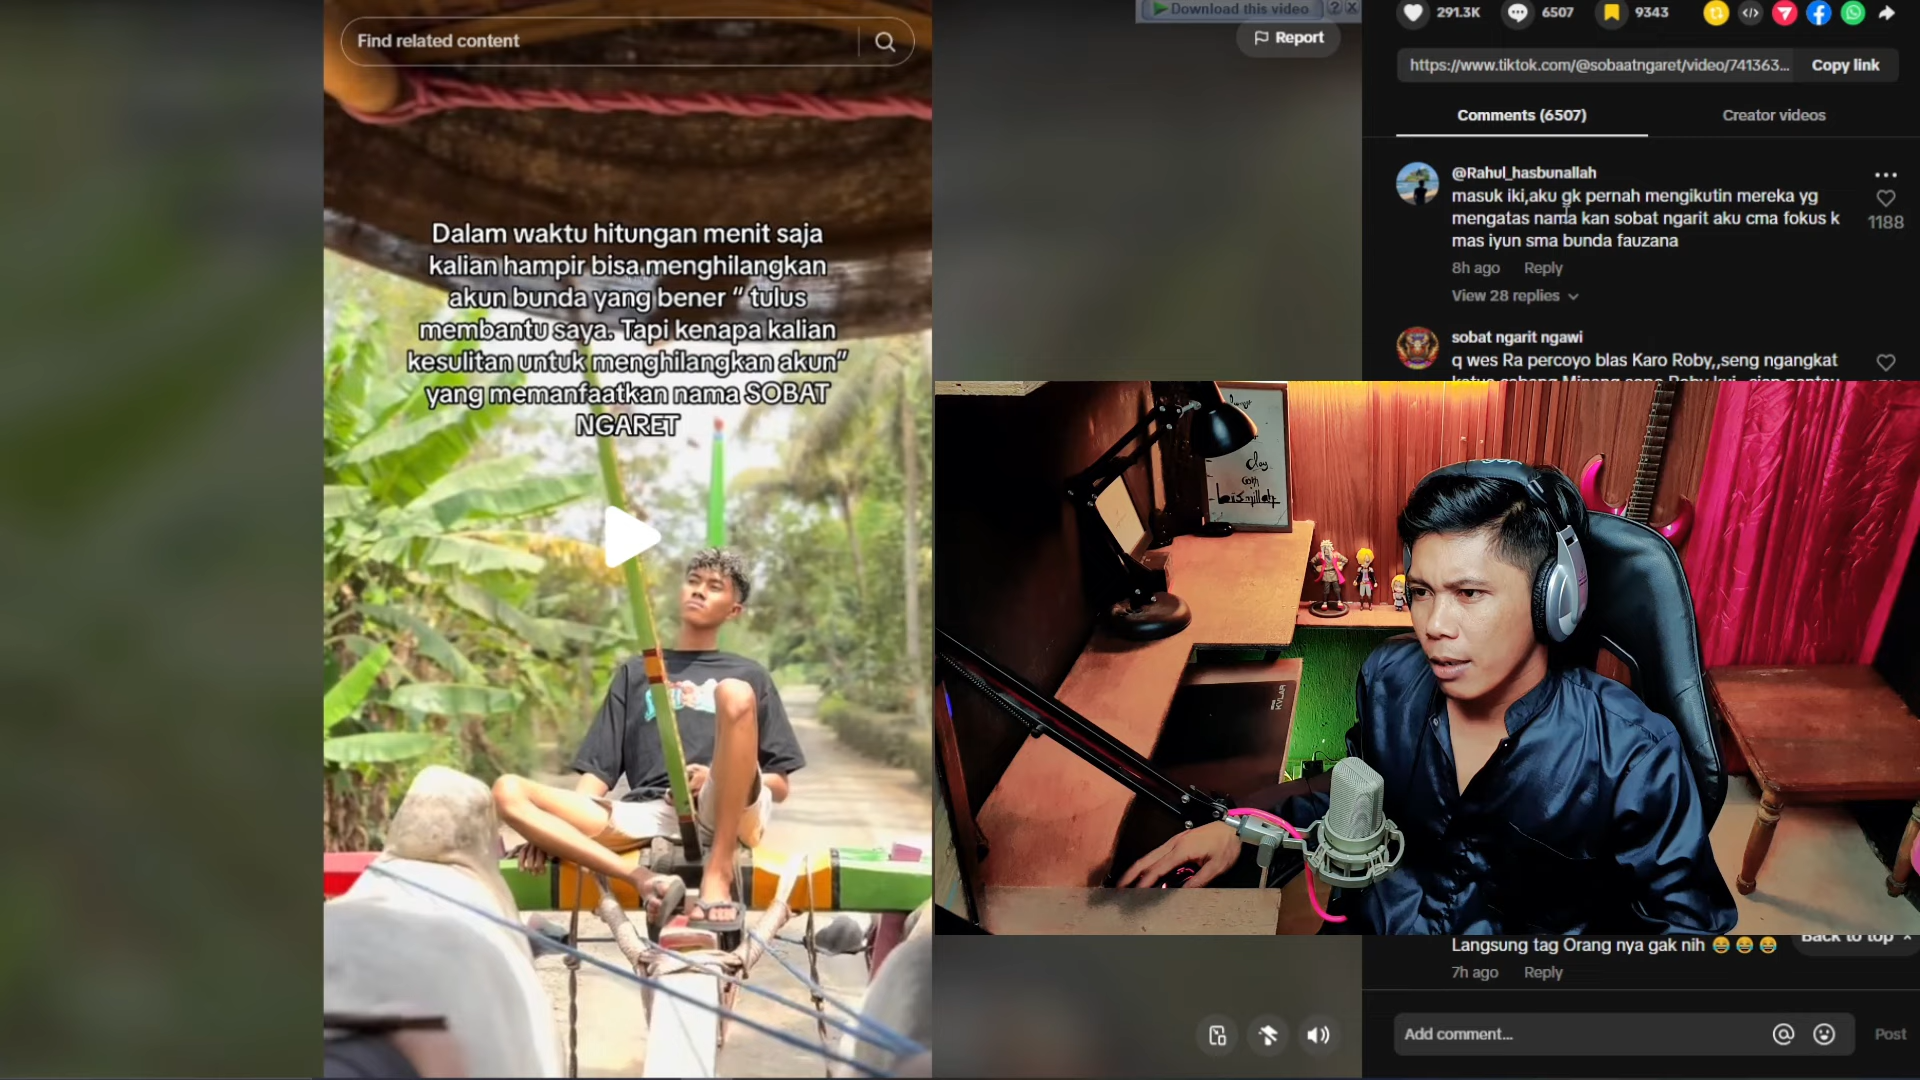 Find related content
Download this video
?
X
Report
Dalam waktu hitungan menit saja
kalian hampir bisa menghilangkan
akun bunda yang bener “ tulus
membantu saya. Tapi kenapa kalian
kesulitan untuk menghilangkan akun”
yang memanfaatkan nama SOBAT
NGARET
291.3K
6507
9343
https://www.tiktok.com/@sobaatngaret/video/741363...
Copy link
Comments (6507)
Creator videos
@Rahul_hasbunallah
masuk iki,aku gk pernah mengikutin mereka yg
mengatas nama kan sobat ngarit aku cma fokus k
mas iyun sma bunda fauzana
1188
8h ago
Reply
View 28 replies
sobat ngarit ngawi
q wes Ra percoyo blas Karo Roby,,seng ngangkat
bismillah
Langsung tag Orang nya gak nih 😂 😂 😂
Back to top
7h ago
Reply
Add comment...
Post